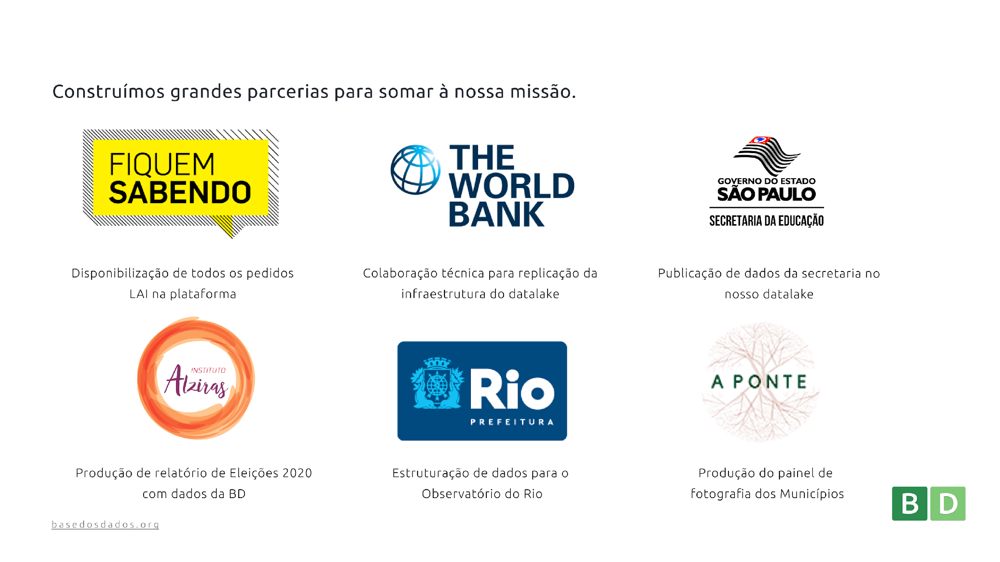 Construímos grandes parcerias para somar à nossa missão.
FIQUEM
SABENDO
THE
WORLD
BANK
GOVERNO DO ESTADO
SÃO PAULO
SECRETARIA DA EDUCAÇÃO
Disponibilização de todos os pedidos
LAI na plataforma
Colaboração técnica para replicação da
infraestrutura do datalake
Publicação de dados da secretaria no
nosso datalake
INSTITUTO
Alziras
Rio
PREFEITURA
A PONTE
Produção de relatório de Eleições 2020
com dados da BD
Estruturação de dados para o
Observatório do Rio
Produção do painel de
fotografia dos Municípios
BD
basedosdados.org